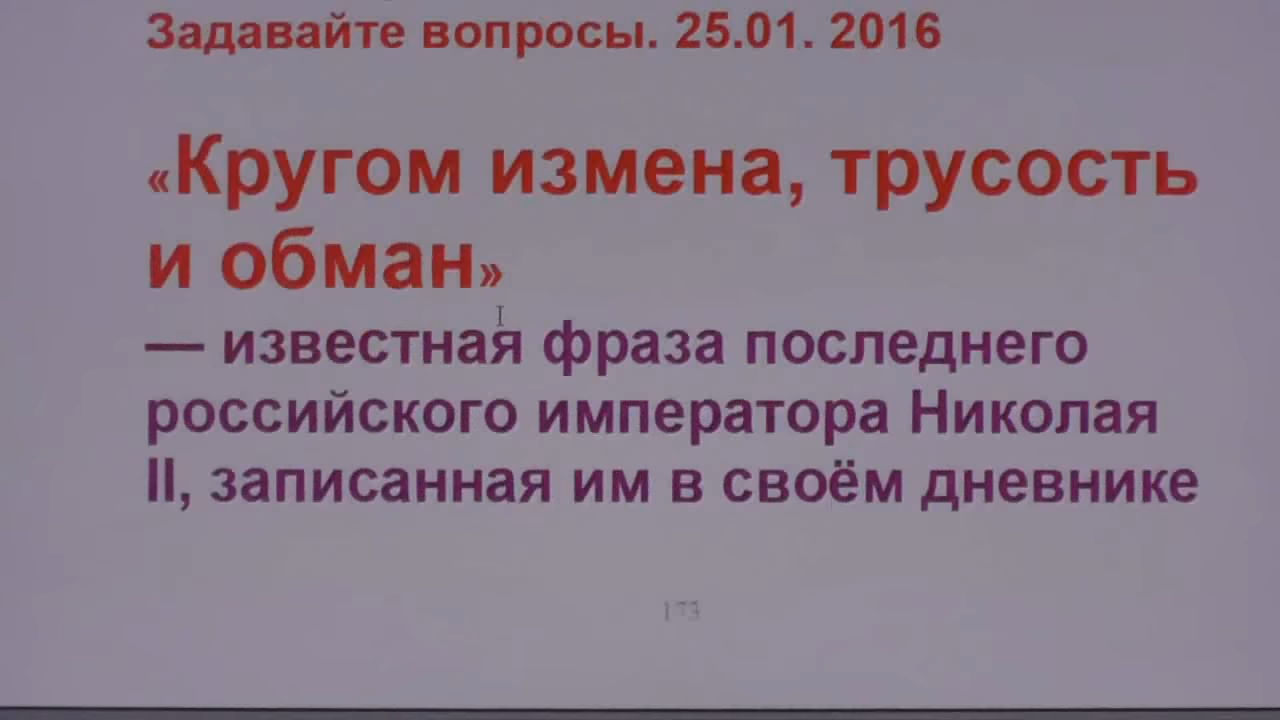 Задавайте вопросы. 25.01. 2016
«Кругом измена, трусость
и обман»
— известная фраза последнего
российского императора Николая
II, записанная им в своём дневнике
173